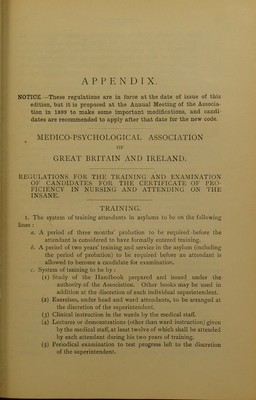 APPENDIX.
NOTICE.—These regulations are in force at the date of issue of this
edition, but it is proposed at the Annual Meeting of the Associa-
tion in 1899 to make some important modifications, and candi-
dates are recommended to apply after that date for the new code.
MEDICO-PSYCHOLOGICAL ASSOCIATION
OF
GREAT BRITAIN AND IRELAND.
REGULATIONS FOR THE TRAINING AND EXAMINATION
OF CANDIDATES FOR THE CERTIFICATE OF PRO-
FICIENCY IN NURSING AND ATTENDING ON THE
INSANE.
TRAINING.
1. The system of training attendents in asylums to be on the following
lines:
a. A period of three months' probation to be required before the
attendant is considered to have formally entered training.
b. A period of two years' training and service in the asylum (including
the period of probation) to be required before an attendant is
allowed to become a candidate for examination.
c. System of training to be by:
(1) Study of the Handbook prepared and issued under the
authority of the Association. Other books may be used in
addition at the discretion of each individual superintendent.
(2) Exercises, under head and ward attendants, to be arranged at
the discretion of the superintendent.
(3) Clinical instruction in the wards by the medical staff.
(4) Lectures or demonstrations (other than ward instruction) given
by the medical staff, at least twelve of which shall be attended
by each attendant during his two years of training.
(5) Periodical examination to test progress left to the discretion
of the superintendent.